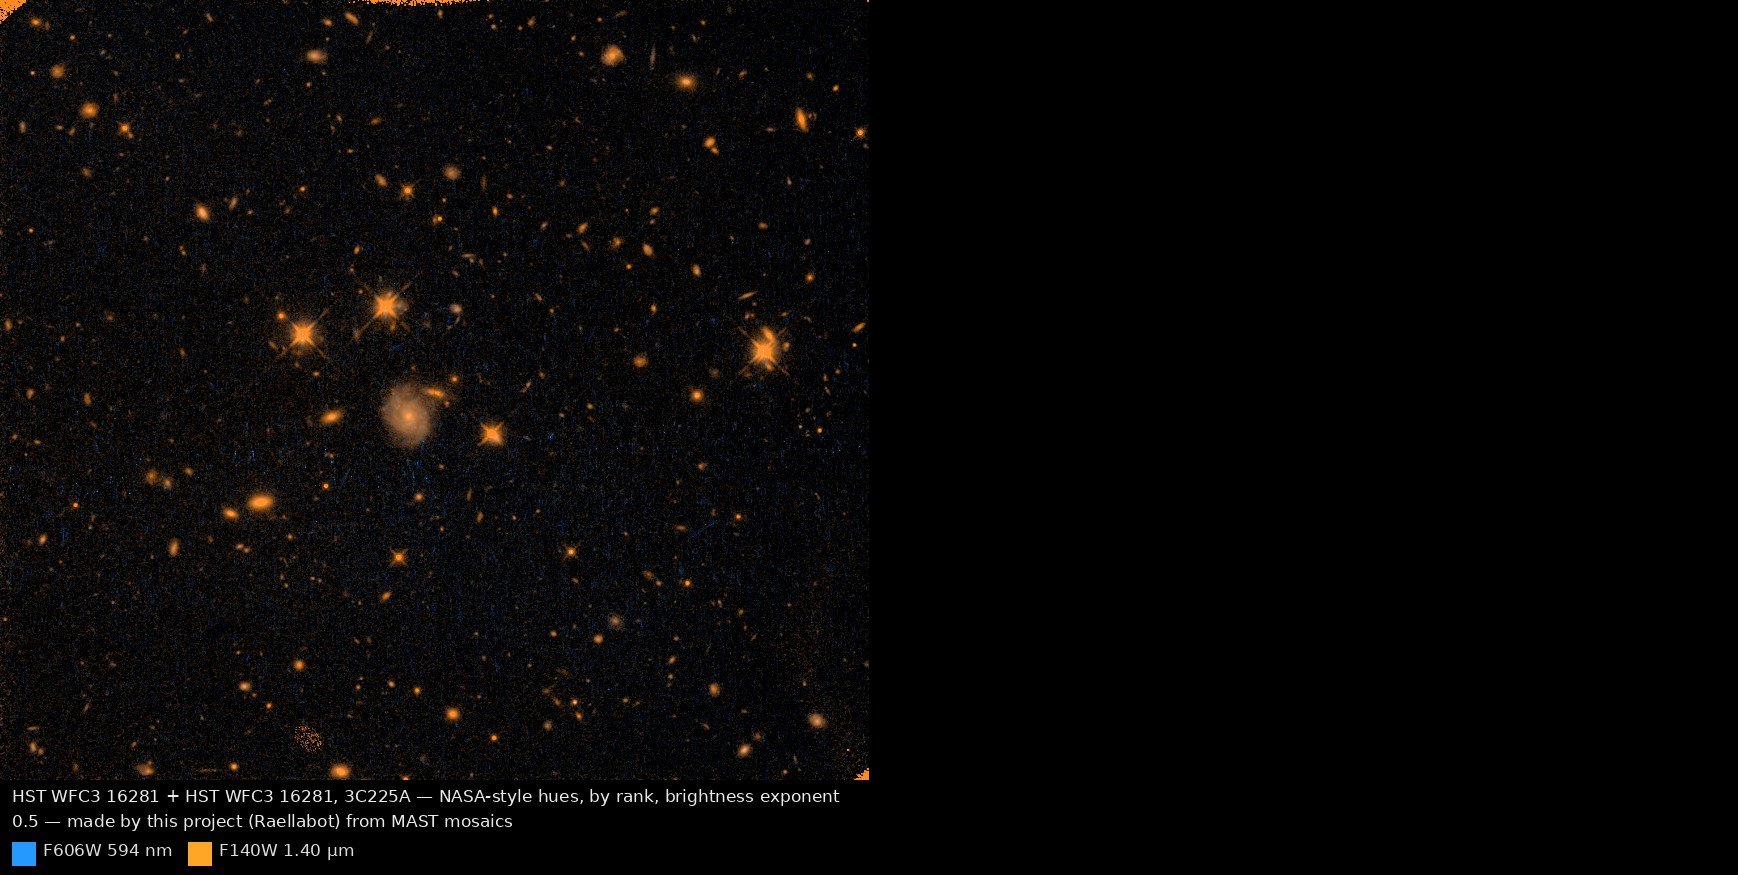 HST WFC3 16281 + HST WFC3 16281, 3C225A — NASA-style hues, by rank, brightness exponent
0.5 — made by this project (Raellabot) from MAST mosaics
F606W 594 nm F140W 1.40 μm